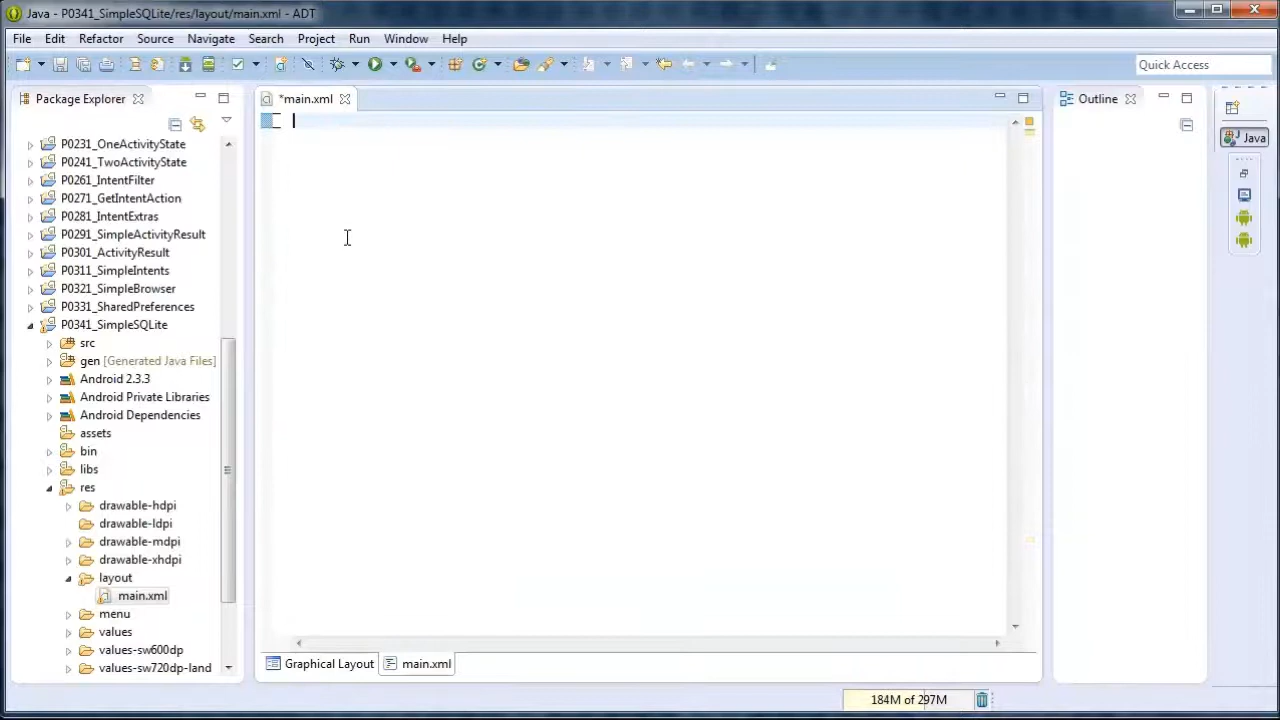 Java - P0341_SimpleSQLite/res/layout/main.xml - ADT
File Edit Refactor Source Navigate Search Project Run Window Help
Quick Access
Package Explorer
*main.xml
Outline
Java
P0231_OneActivityState
P0241_TwoActivityState
P0261_IntentFilter
P0271_GetIntentAction
P0281_IntentExtras
P0291_SimpleActivityResult
P0301_ActivityResult
P0311_SimpleIntents
P0321_SimpleBrowser
P0331_SharedPreferences
P0341_SimpleSQLite
src
gen [Generated Java Files]
Android 2.3.3
Android Private Libraries
Android Dependencies
assets
bin
libs
res
drawable-hdpi
drawable-ldpi
drawable-mdpi
drawable-xhdpi
layout
main.xml
menu
values
values-sw600dp
values-sw720dp-land
Graphical Layout
main.xml
184M of 297M